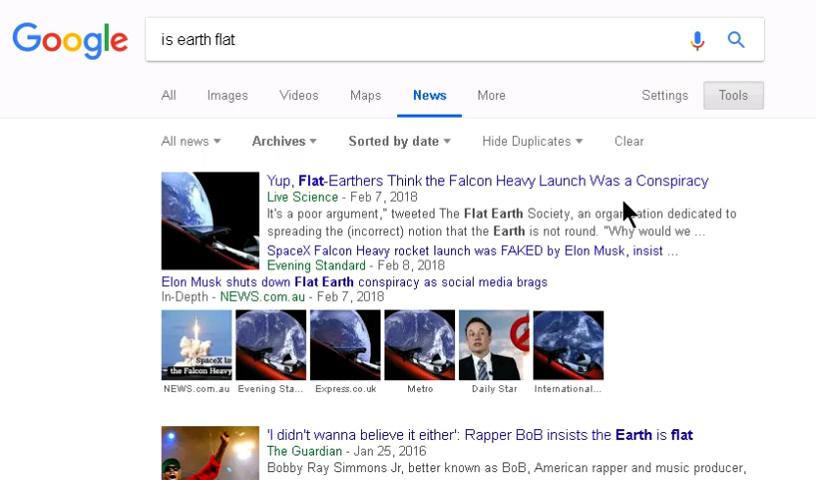 Google
is earth flat
All Images Videos Maps News More Settings Tools
All news Archives Sorted by date Hide Duplicates Clear
Yup, Flat-Earthers Think the Falcon Heavy Launch Was a Conspiracy
Live Science - Feb 7, 2018
It's a poor argument," tweeted The Flat Earth Society, an dedicated to
spreading the (incorrect) notion that the Earth is not round. "Why would we ...
SpaceX Falcon Heavy rocket launch was FAKED by Elon Musk, insist ...
Evening Standard - Feb 8, 2018
Elon Musk shuts down Flat Earth conspiracy as social media brags
In-Depth - NEWS.com.au - Feb 7, 2018
SpaceX
the Falcon Heavy
NEWS.com.au Evening Sta... Express.co.uk Metro Daily Star International...
'I didn't wanna believe it either': Rapper BoB insists the Earth is flat
The Guardian - Jan 25, 2016
Bobby Ray Simmons Jr, better known as BoB, American rapper and music producer,